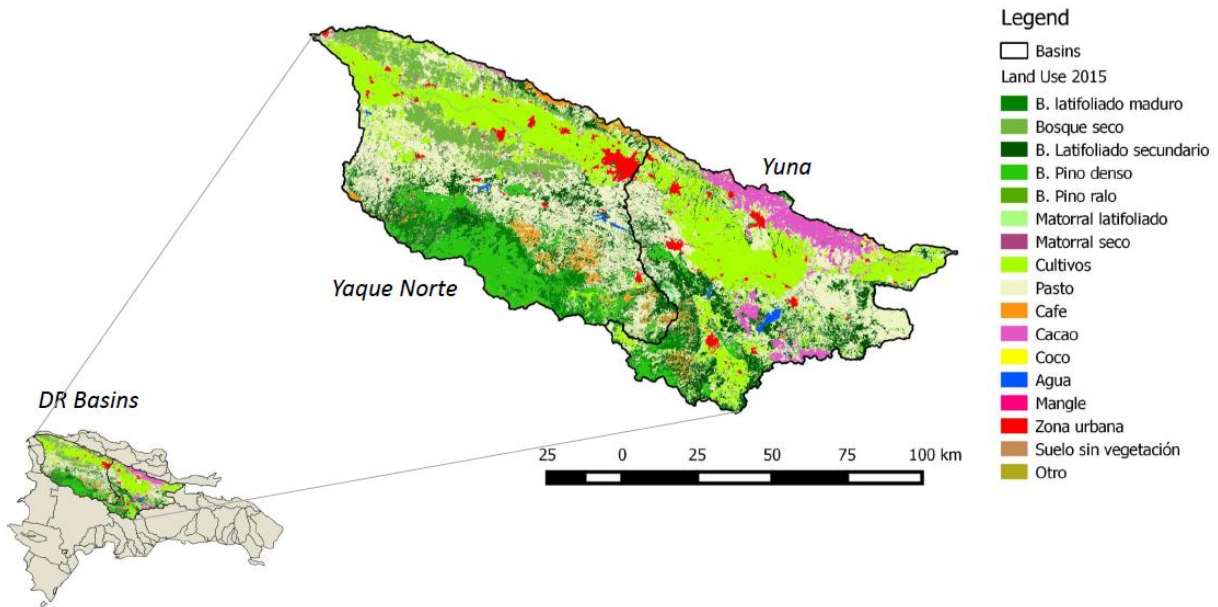 Legend
Basins
Land Use 2015
B. latifoliado maduro
Bosque seco
B. Latifoliado secundario
B. Pino denso
B. Pino ralo
Matorral latifoliado
Matorral seco
Cultivos
Pasto
Cafe
Cacao
Coco
Agua
Mangle
Zona urbana
Suelo sin vegetación
Otro
Yuna
Yaque Norte
DR Basins
25 0 25 50 75 100 km